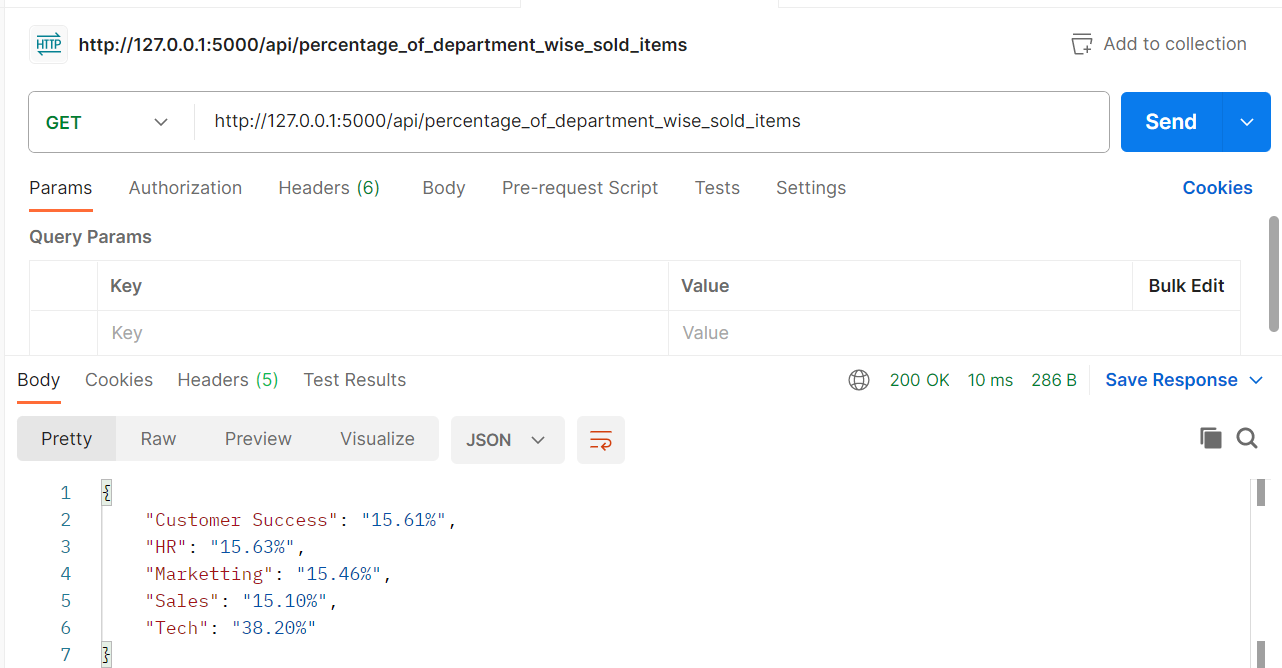 HTTP http://127.0.0.1:5000/api/percentage_of_department_wise_sold_items Add to collection
GET http://127.0.0.1:5000/api/percentage_of_department_wise_sold_items Send
Params Authorization Headers (6) Body Pre-request Script Tests Settings Cookies
Query Params
Key Value Bulk Edit
Key Value
Body Cookies Headers (5) Test Results 200 OK 10 ms 286 B Save Response
Pretty Raw Preview Visualize JSON
1 {
2 "Customer Success": "15.61%",
3 "HR": "15.63%",
4 "Marketting": "15.46%",
5 "Sales": "15.10%",
6 "Tech": "38.20%"
7 }